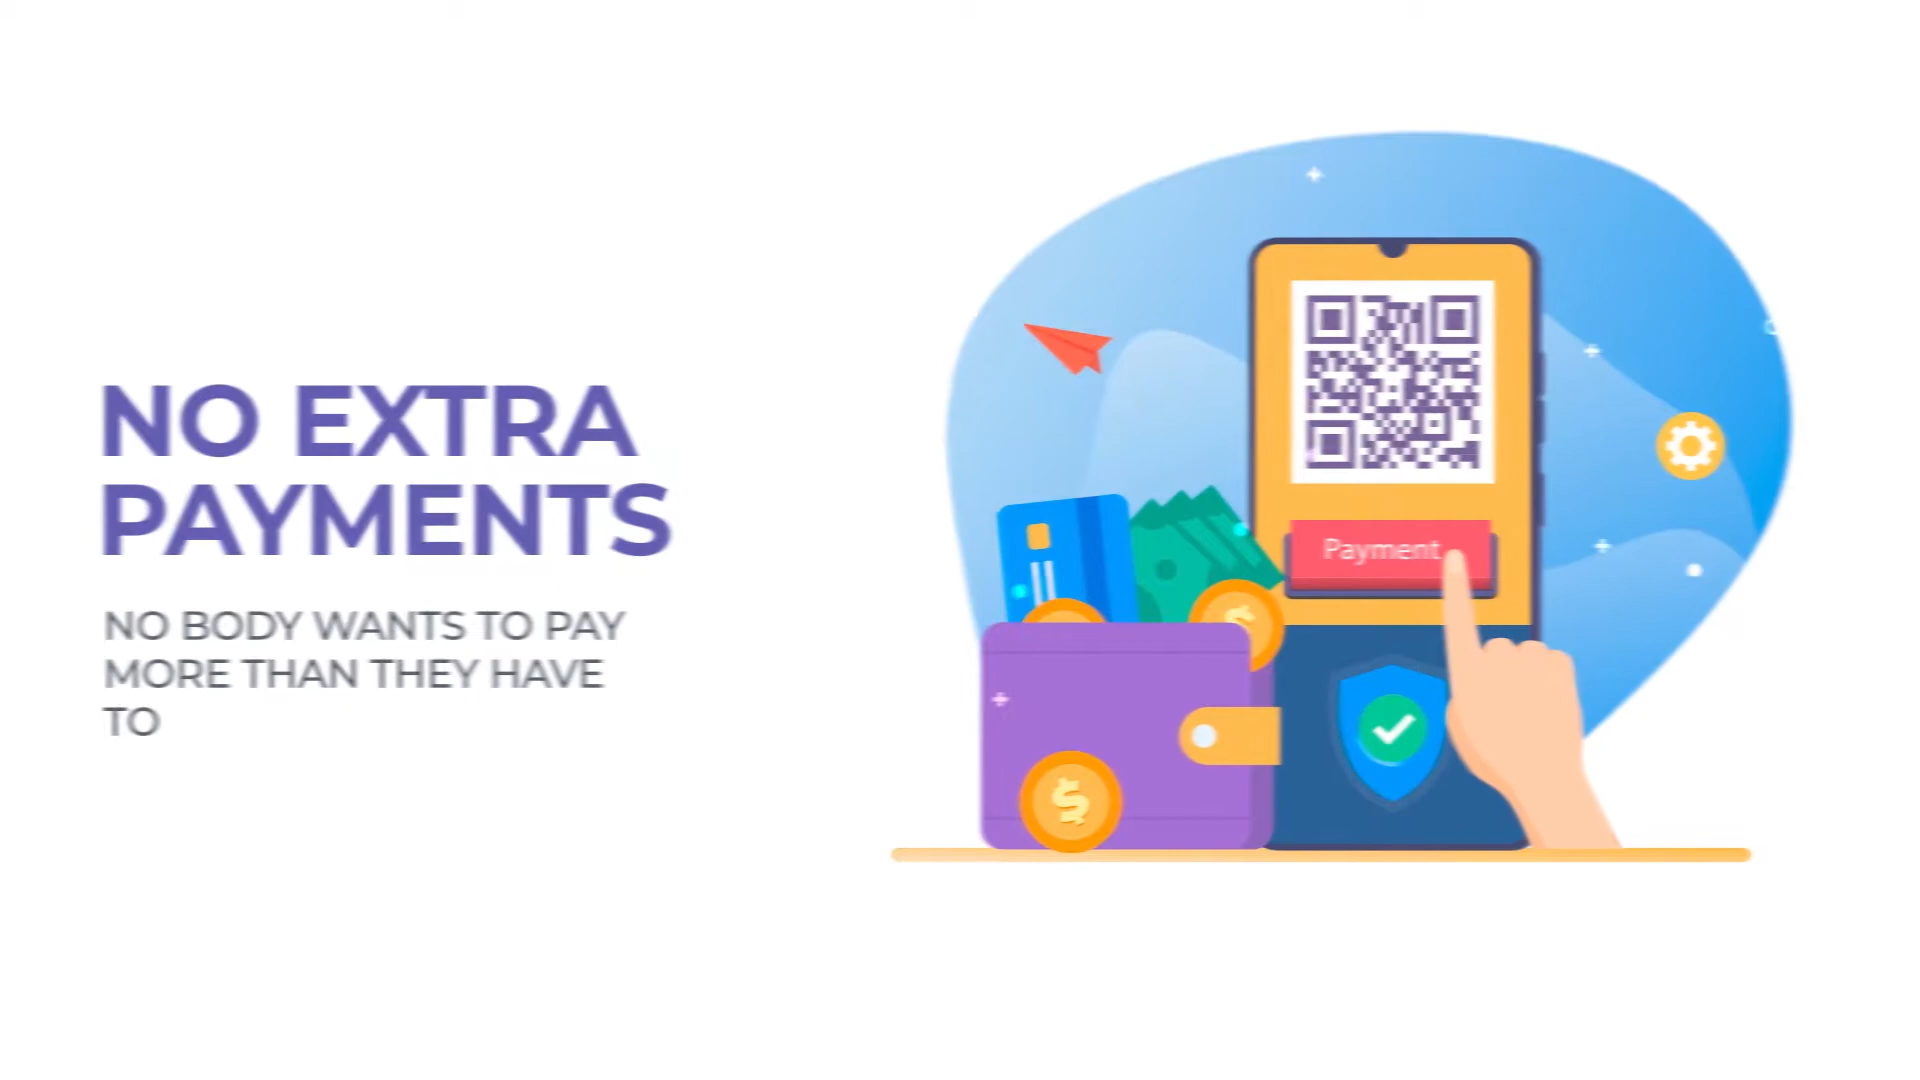 NO EXTRA
PAYMENTS
NO BODY WANTS TO PAY
MORE THAN THEY HAVE
TO
Payment
$
$